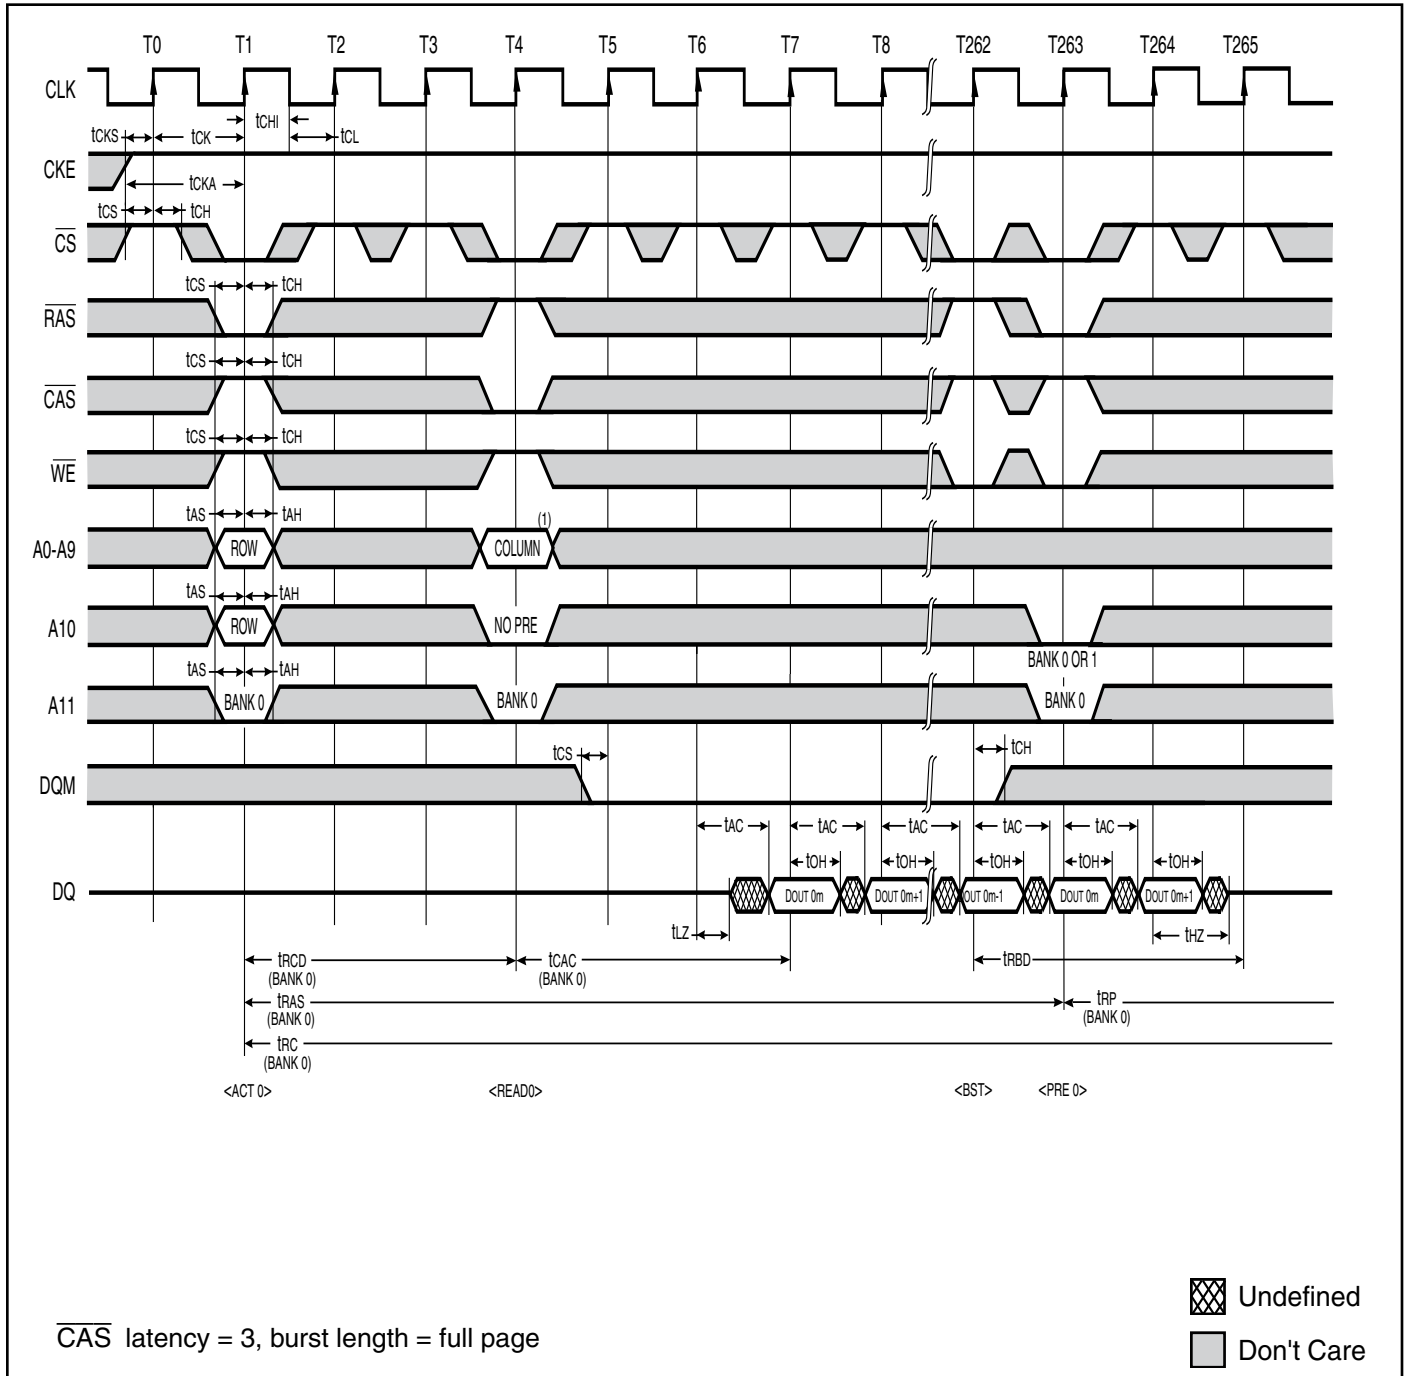 T0 T1 T2 T3 T4 T5 T6 T7 T8 T262 T263 T264 T265
CLK
tCHI
tCKS tCK tCL
CKE
tCKA
tCS tCH
CS
tCS tCH
RAS
tCS tCH
CAS
tCS tCH
WE
tAS tAH (1)
A0-A9 ROW COLUMN
tAS tAH
A10 ROW NO PRE
BANK 0 OR 1
tAS tAH
A11 BANK 0 BANK 0 BANK 0
tCS tCH
DQM
tAC tAC tAC tAC tAC
tOH tOH tOH tOH tOH
DQ DOUT 0m DOUT 0m+1 OUT 0m-1 DOUT 0m DOUT 0m+1
tLZ tHZ
tRCD tCAC tRBD
(BANK 0) (BANK 0)
tRAS tRP
(BANK 0) (BANK 0)
tRC
(BANK 0)
<ACT 0> <READ0> <BST> <PRE 0>
Undefined
CAS latency = 3, burst length = full page
Don't Care